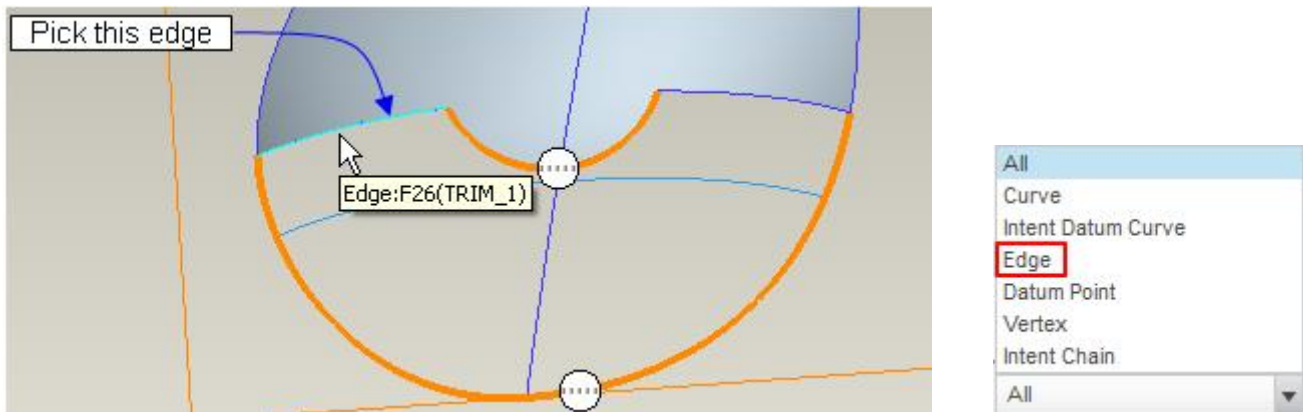 Pick this edge
Edge:F26(TRIM_1)
All
Curve
Intent Datum Curve
Edge
Datum Point
Vertex
Intent Chain
All